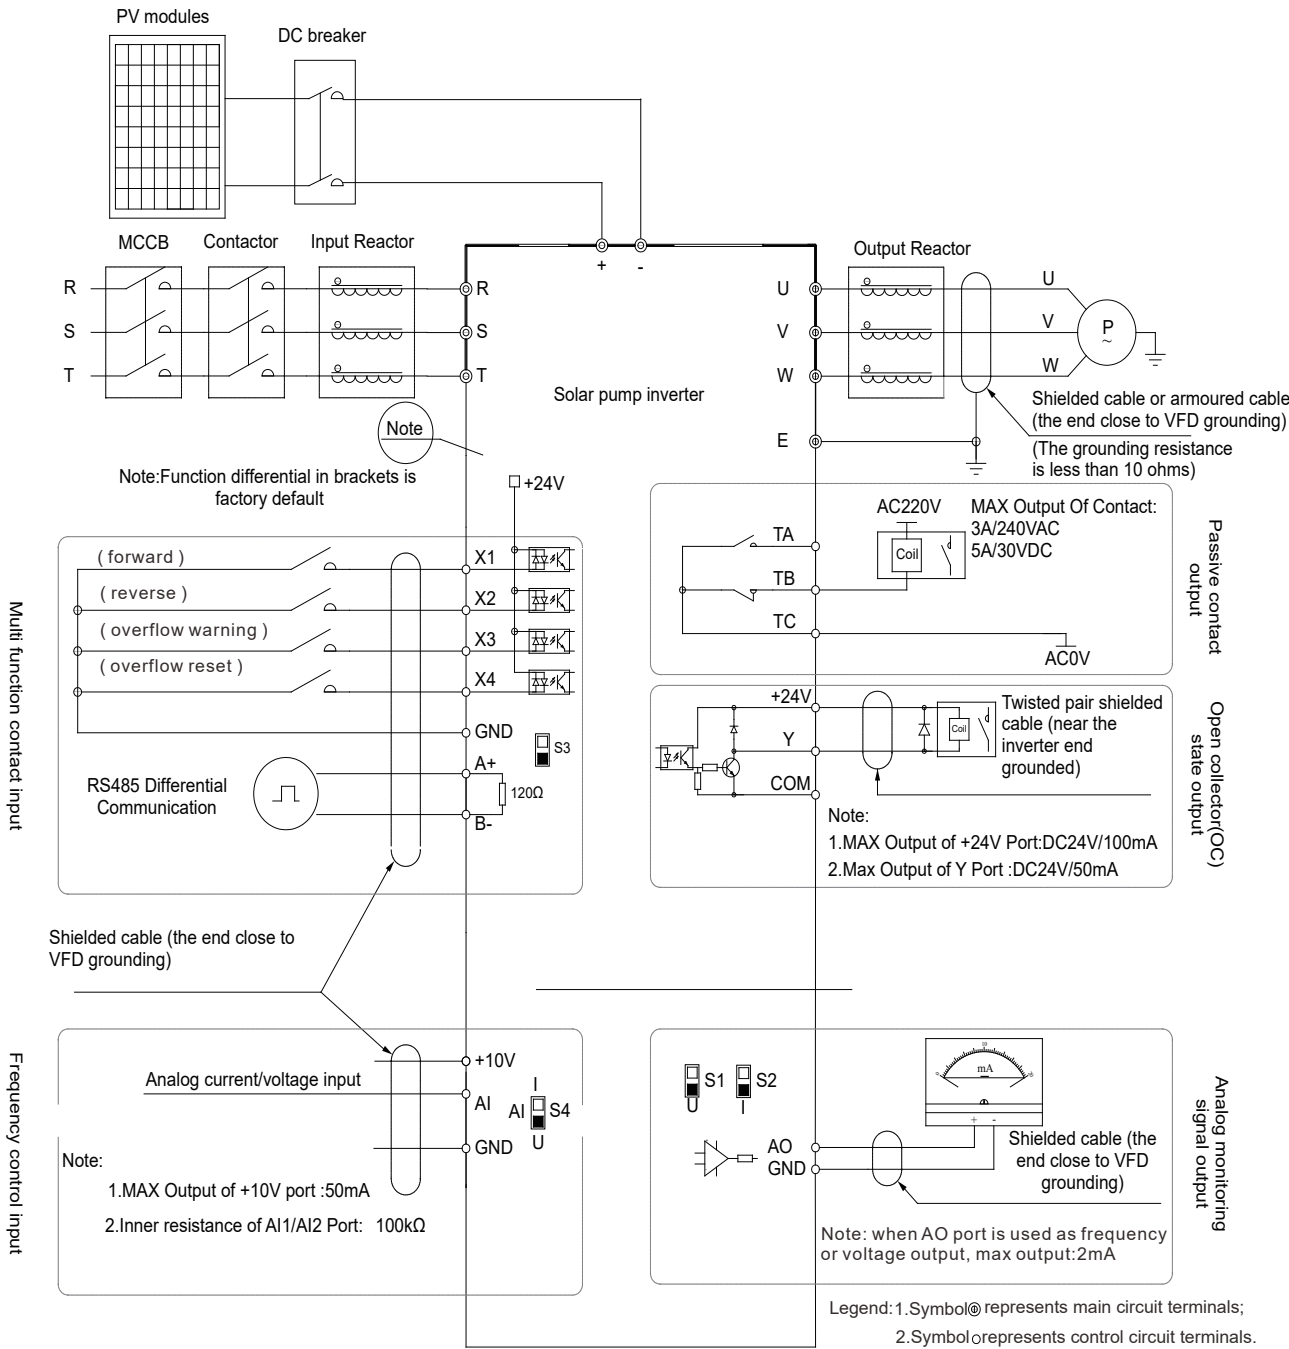 PV modules
DC breaker
MCCB
Contactor
Input Reactor
+
-
Output Reactor
R
R
U
U
S
S
V
V
P
~
T
T
W
W
Solar pump inverter
Shielded cable or armoured cable
(the end close to VFD grounding)
(The grounding resistance
is less than 10 ohms)
Note
E
Note:Function differential in brackets is
factory default
+24V
Multi function contact input
( forward )
X1
( reverse )
X2
( overflow warning )
X3
( overflow reset )
X4
GND
S3
A+
RS485 Differential
Communication
120Ω
B-
TA
AC220V
MAX Output Of Contact:
3A/240VAC
5A/30VDC
Coil
TB
TC
AC0V
Passive contact
output
+24V
Y
COM
Coil
Twisted pair shielded
cable (near the
inverter end
grounded)
Note:
1.MAX Output of +24V Port:DC24V/100mA
2.Max Output of Y Port :DC24V/50mA
Open collector(OC)
state output
Shielded cable (the end close to
VFD grounding)
Frequency control input
+10V
Analog current/voltage input
AI
I
AI
S4
U
GND
Note:
1.MAX Output of +10V port :50mA
2.Inner resistance of AI1/AI2 Port: 100kΩ
S1
U
S2
I
mA
+ -
AO
GND
Shielded cable (the
end close to VFD
grounding)
Note: when AO port is used as frequency
or voltage output, max output:2mA
Analog monitoring
signal output
Legend:1.Symbol represents main circuit terminals;
2.Symbol represents control circuit terminals.